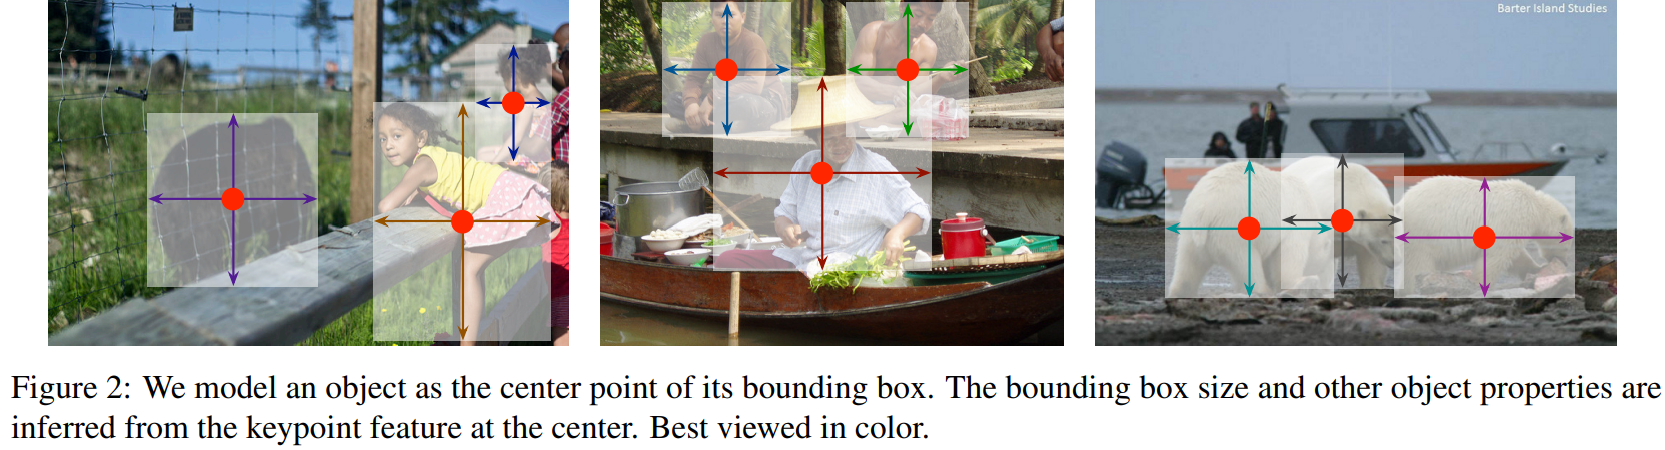 Barter Island Studies
Figure 2: We model an object as the center point of its bounding box. The bounding box size and other object properties are
inferred from the keypoint feature at the center. Best viewed in color.